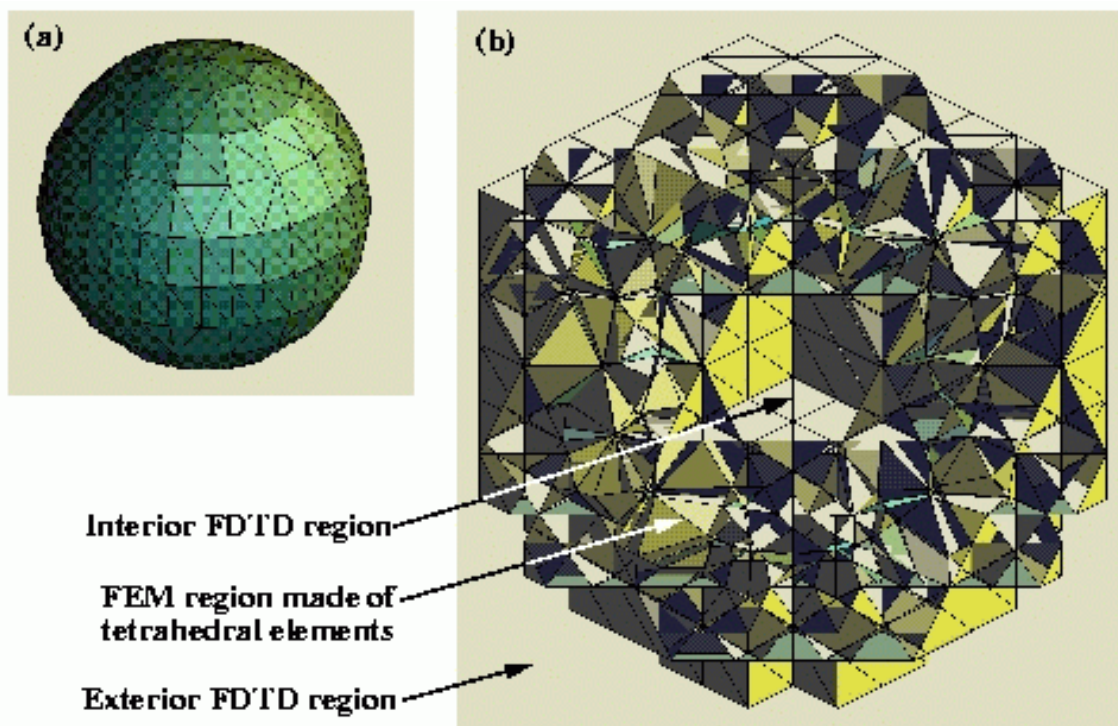 (a)
(b)
Interior FDTD region
FEM region made of
tetrahedral elements
Exterior FDTD region